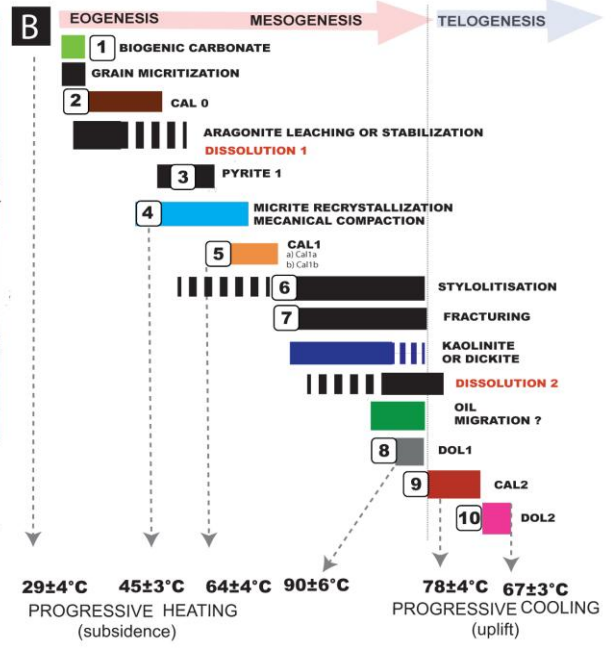 B
EOGENESIS MESOGENESIS TELOGENESIS
1 BIOGENIC CARBONATE
GRAIN MICRITIZATION
2 CAL 0
ARAGONITE LEACHING OR STABILIZATION
DISSOLUTION 1
3 PYRITE 1
4 MICRITE RECRYSTALLIZATION
MECANICAL COMPACTION
5 CAL1
a) Cal1a
b) Cal1b
6 STYLOLITISATION
7 FRACTURING
KAOLINITE
OR DICKITE
DISSOLUTION 2
OIL
MIGRATION ?
8 DOL1
9 CAL2
10 DOL2
29±4°C 45±3°C 64±4°C 90±6°C 78±4°C 67±3°C
PROGRESSIVE HEATING PROGRESSIVE COOLING
(subsidence) (uplift)